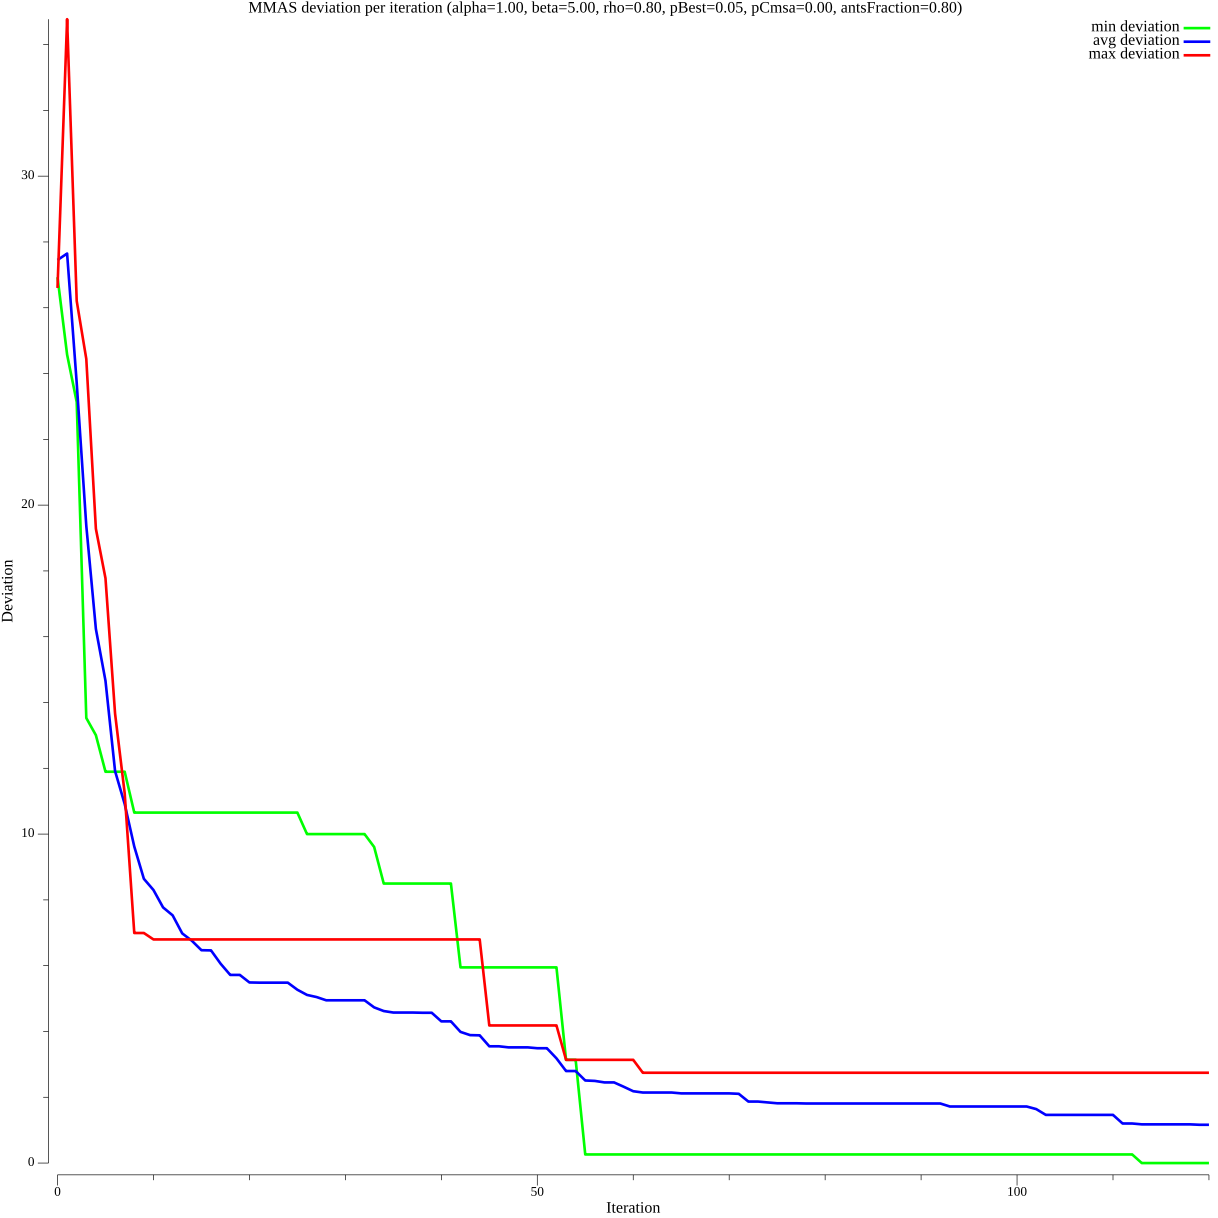 MMAS deviation per iteration (alpha=1.00, beta=5.00, rho=0.80, pBest=0.05, pCmsa=0.00, antsFraction=0.80)
min deviation
avg deviation
max deviation
30
20
10
0
Deviation
0
50
100
Iteration